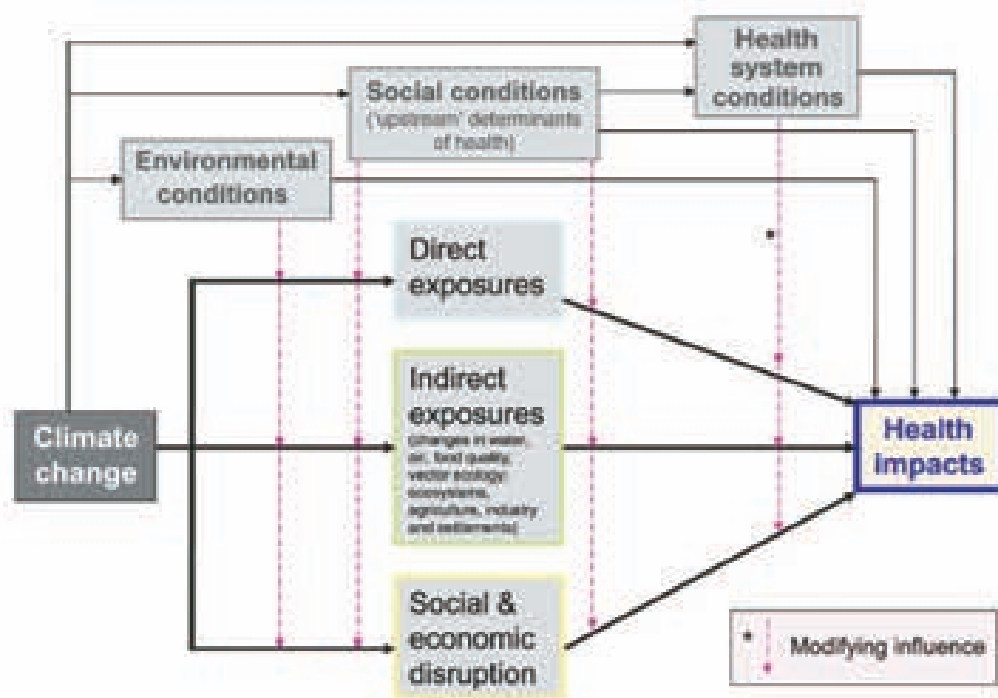 Health
system
conditions
Social conditions
('upstream' determinants
of health)
Environmental
conditions
Direct
exposures
Indirect
exposures
(changes in water,
air, food quality,
vector ecology;
ecosystems,
agriculture, industry
and settlements)
Climate
change
Health
impacts
Social &
economic
disruption
* Modifying influence
*